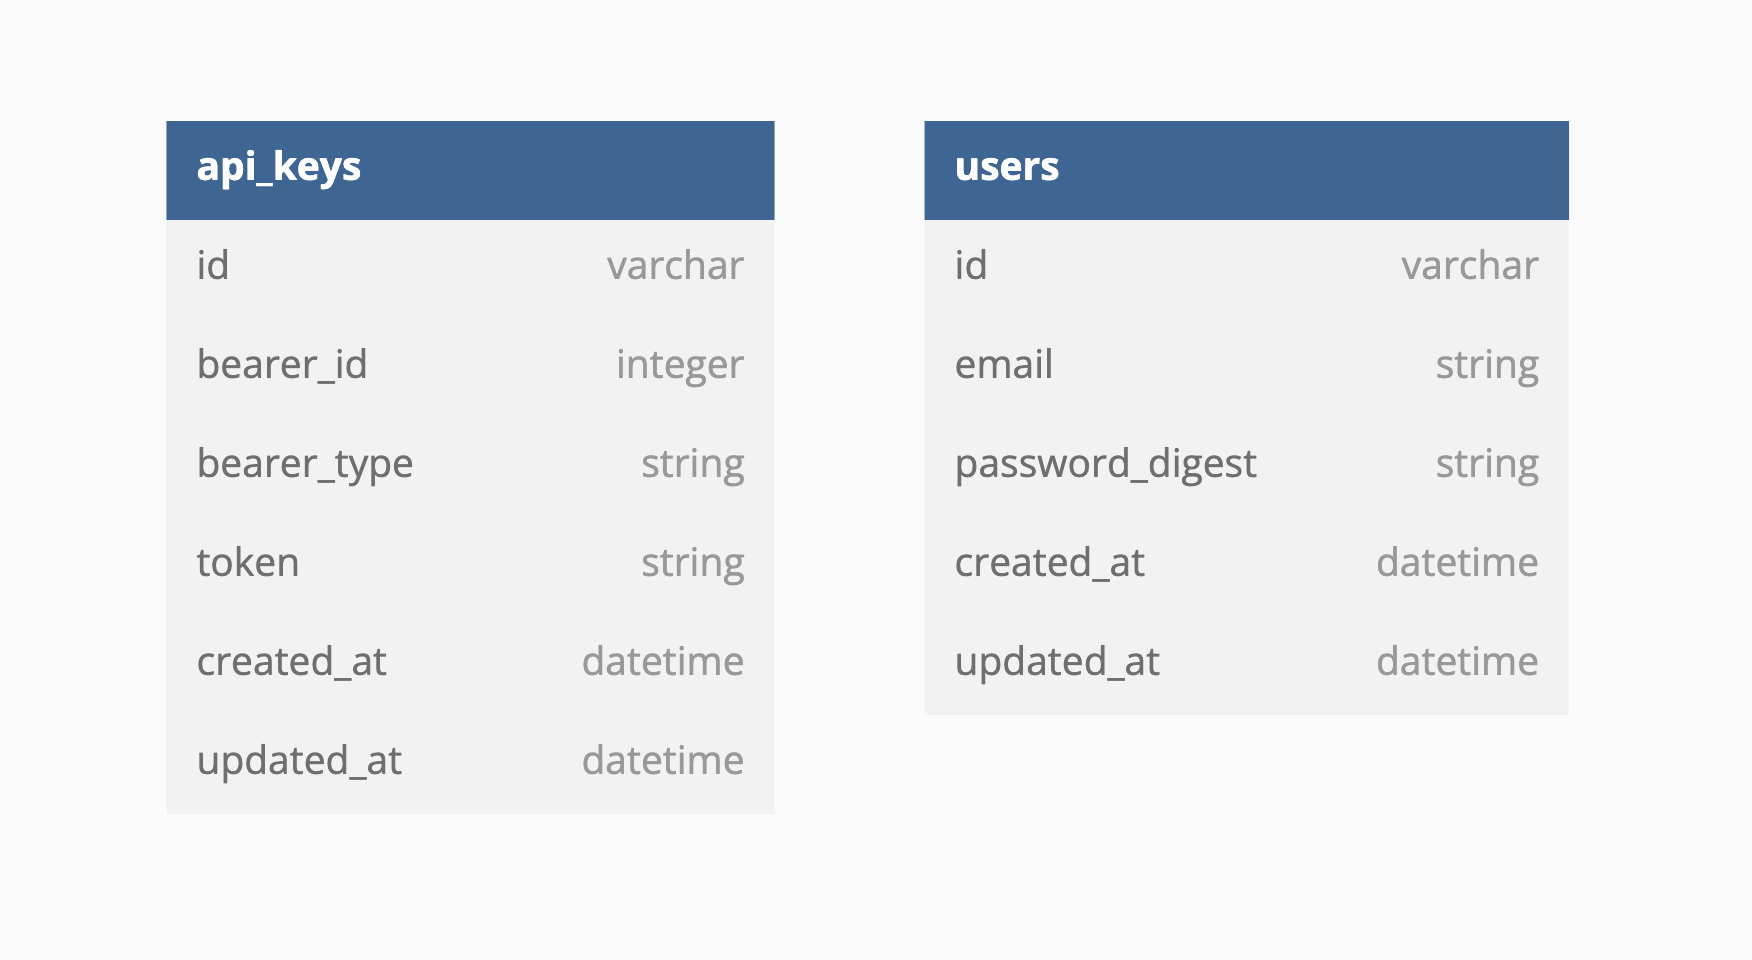 api_keys
id varchar
bearer_id integer
bearer_type string
token string
created_at datetime
updated_at datetime
users
id varchar
email string
password_digest string
created_at datetime
updated_at datetime